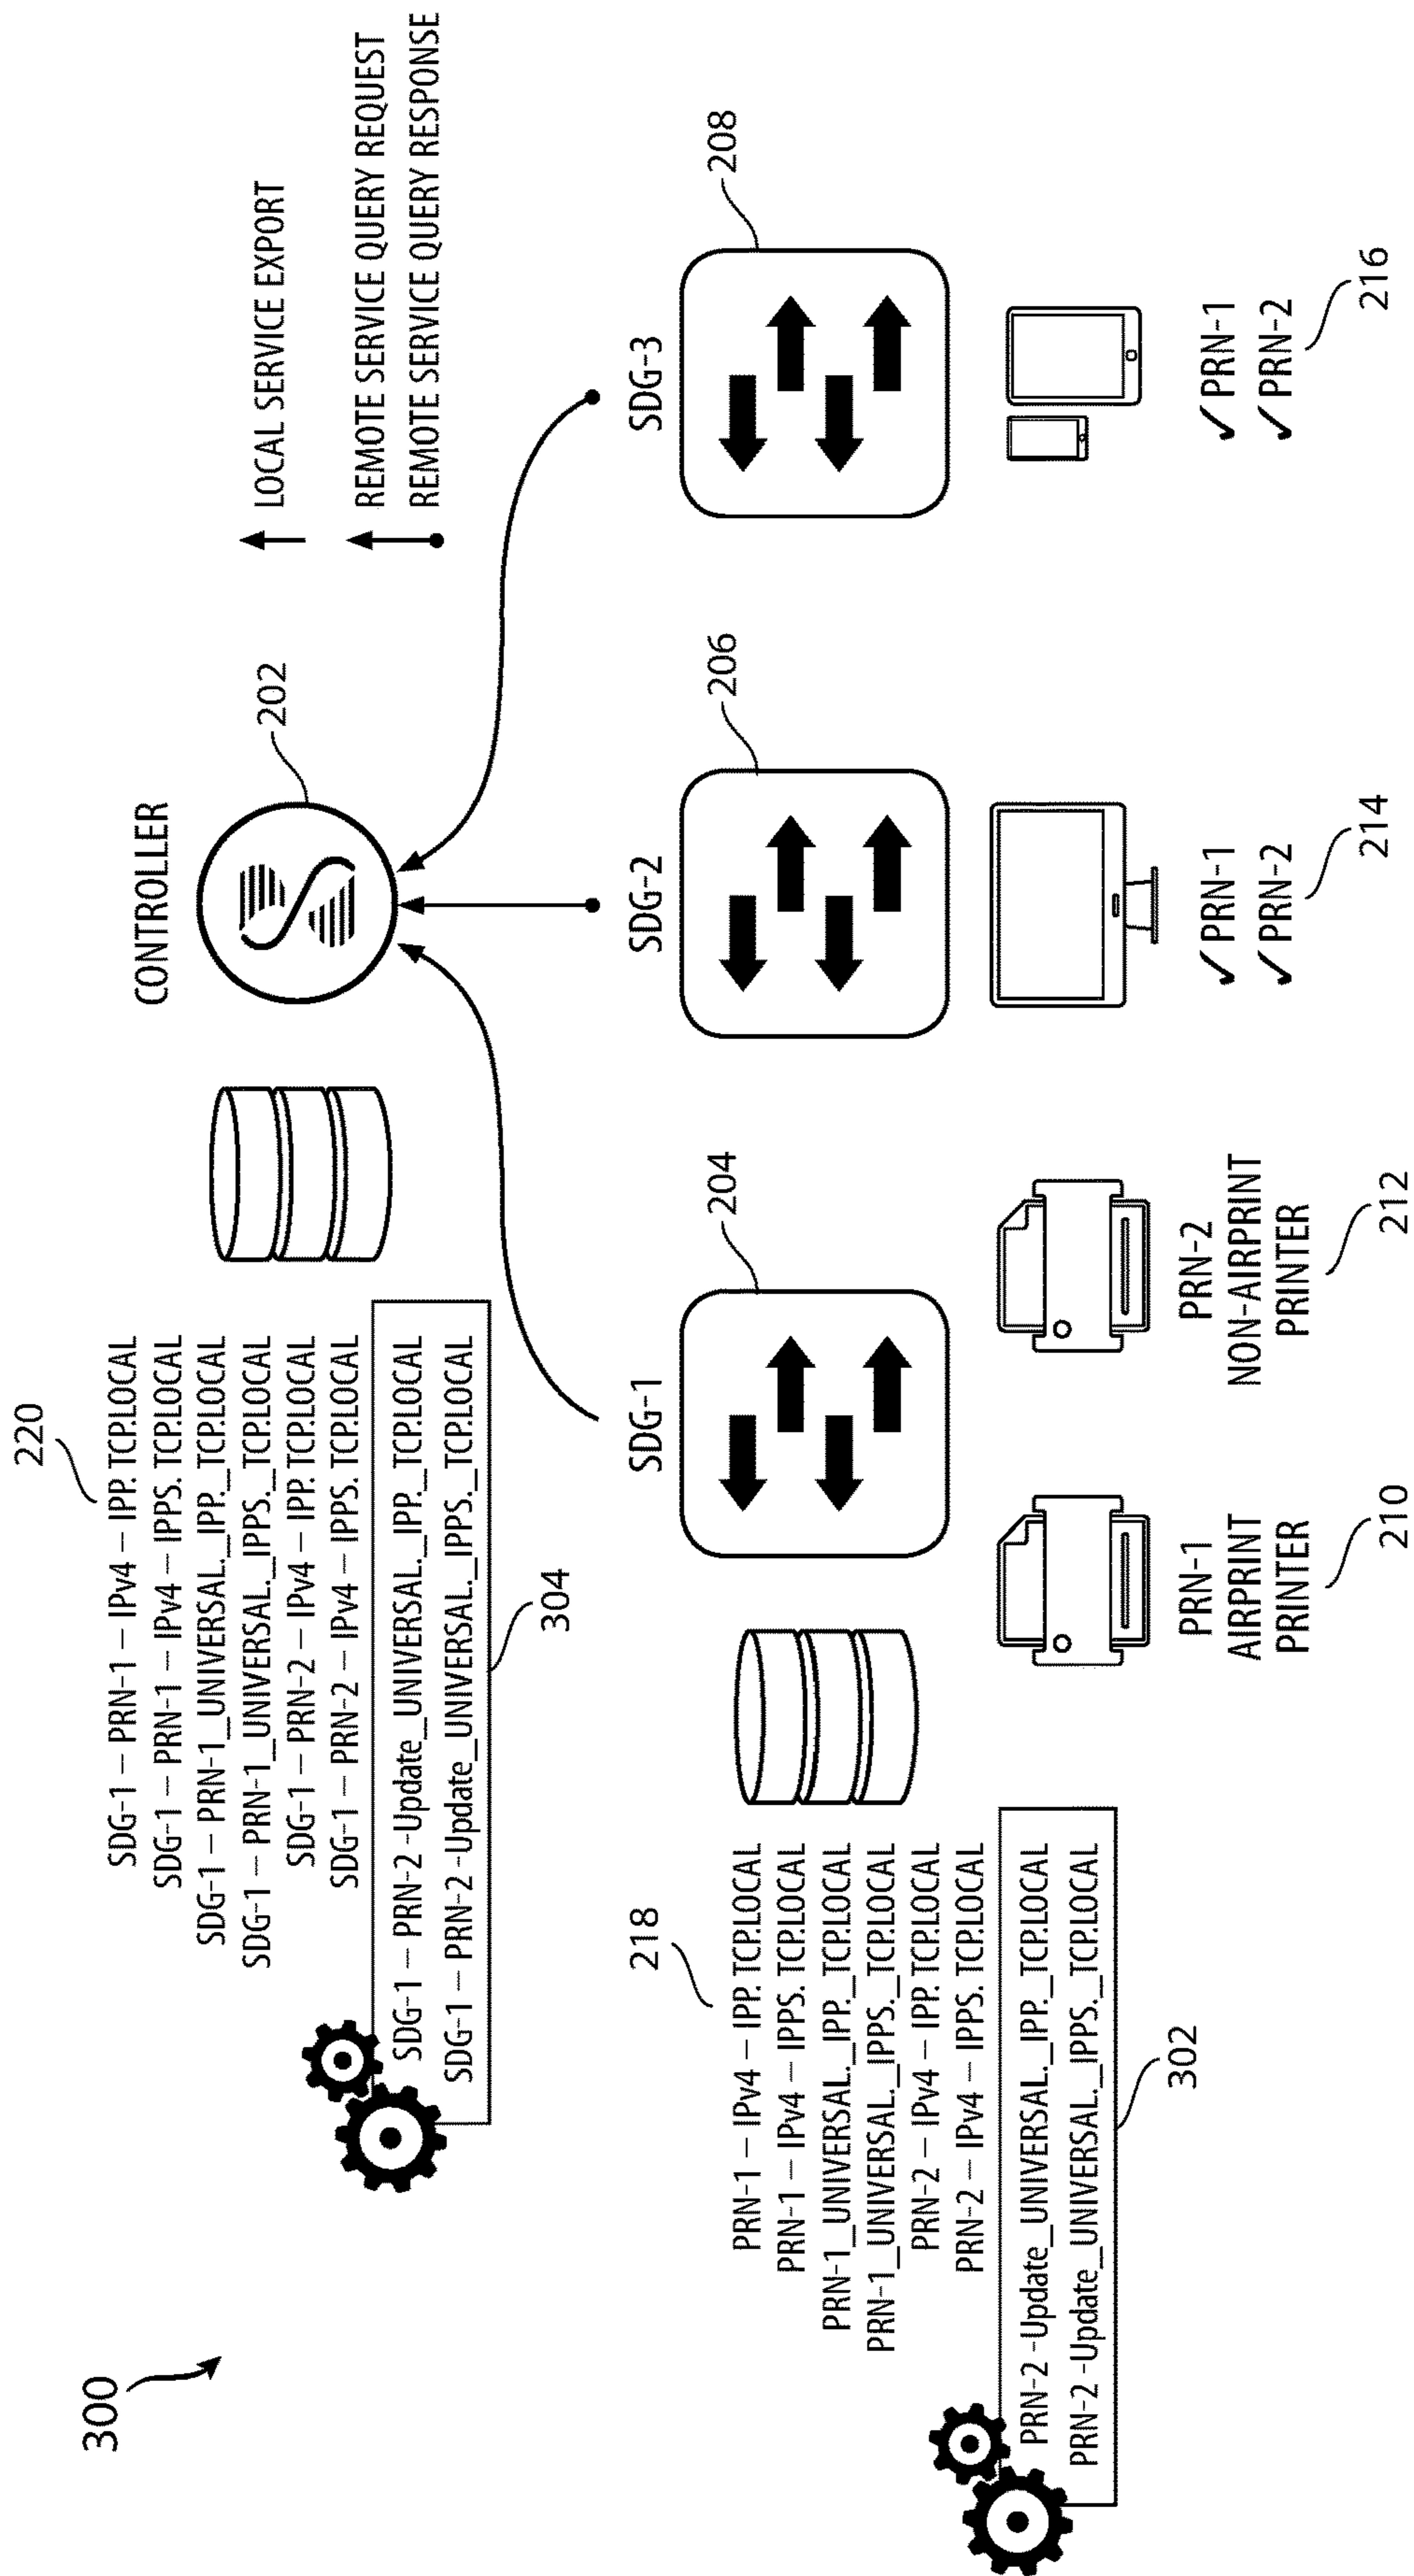 300
220
SDG-1 – PRN-1 – IPv4 – IPP. TCP.LOCAL
SDG-1 – PRN-1 – IPv4 – IPPS. TCP.LOCAL
SDG-1 – PRN-1_UNIVERSAL._IPP._TCP.LOCAL
SDG-1 – PRN-1_UNIVERSAL._IPPS._TCP.LOCAL
SDG-1 – PRN-2 – IPv4 – IPP. TCP.LOCAL
SDG-1 – PRN-2 – IPv4 – IPPS. TCP.LOCAL
SDG-1 – PRN-2 -Update_UNIVERSAL._IPP._TCP.LOCAL
SDG-1 – PRN-2 -Update_UNIVERSAL._IPPS._TCP.LOCAL
304
CONTROLLER
202
LOCAL SERVICE EXPORT
REMOTE SERVICE QUERY REQUEST
REMOTE SERVICE QUERY RESPONSE
218
PRN-1 – IPv4 – IPP. TCP.LOCAL
PRN-1 – IPv4 – IPPS. TCP.LOCAL
PRN-1_UNIVERSAL._IPP._TCP.LOCAL
PRN-1_UNIVERSAL._IPPS._TCP.LOCAL
PRN-2 – IPv4 – IPP. TCP.LOCAL
PRN-2 – IPv4 – IPPS. TCP.LOCAL
PRN-2 -Update_UNIVERSAL._IPP._TCP.LOCAL
PRN-2 -Update_UNIVERSAL._IPPS._TCP.LOCAL
302
SDG-1
204
SDG-2
206
SDG-3
208
PRN-1
AIRPRINT
PRINTER
210
PRN-2
NON-AIRPRINT
PRINTER
212
✓PRN-1
✓PRN-2
214
✓PRN-1
✓PRN-2
216